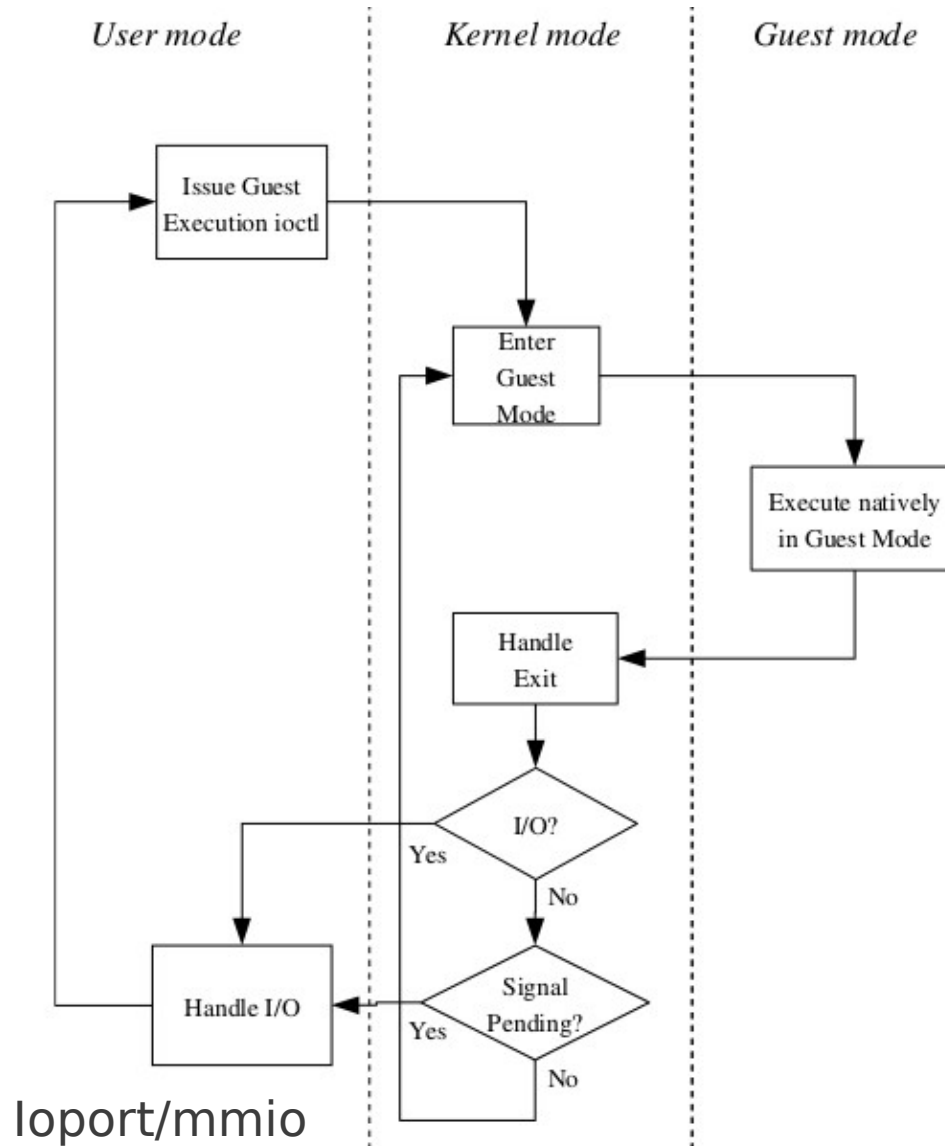 User mode
Kernel mode
Guest mode
Issue Guest
Execution ioctl
Enter
Guest
Mode
Execute natively
in Guest Mode
Handle
Exit
I/O?
Yes
No
Handle I/O
Signal
Pending?
Yes
No
Ioport/mmio